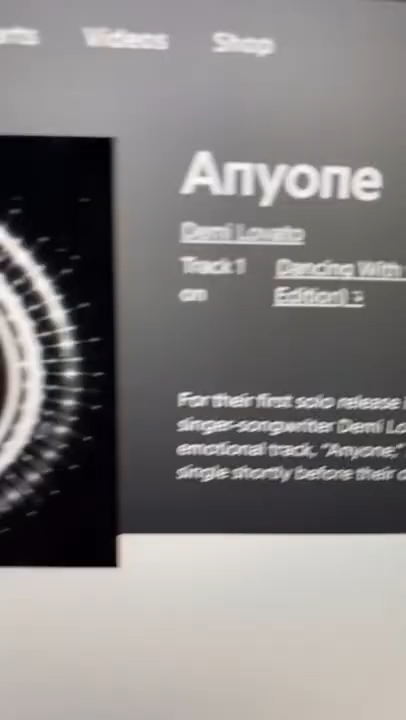 Videos Shop
Anyone
Demi Lovato
Track 1 Dancing With
on Edition) >
For their first solo release
singer-songwriter Demi Lo
emotional track, "Anyone,"
single shortly before their